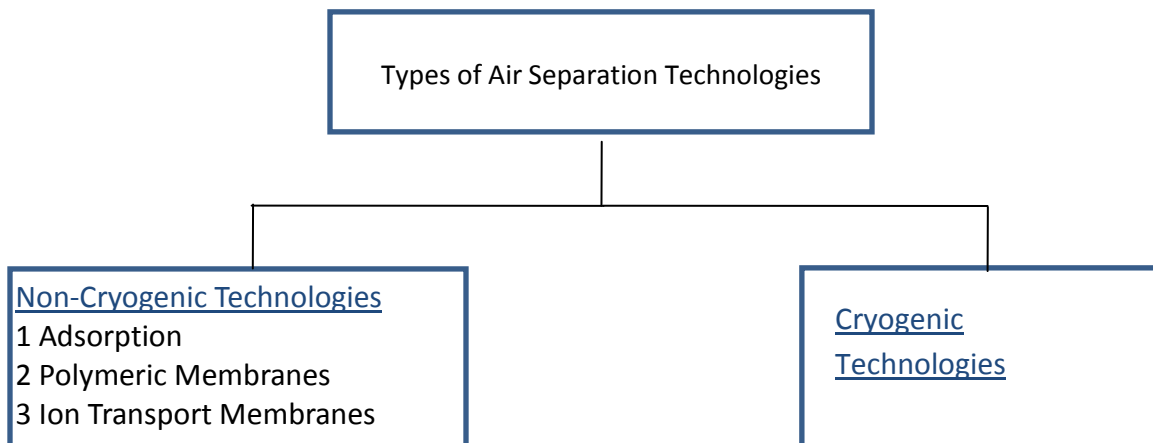 Types of Air Separation Technologies
Non-Cryogenic Technologies
1 Adsorption
2 Polymeric Membranes
3 Ion Transport Membranes
Cryogenic
Technologies